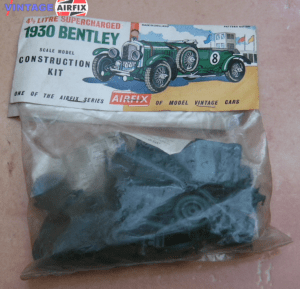 VINTAGE AIRFIX
4½ LITRE SUPERCHARGED
1930 BENTLEY
SCALE MODEL
CONSTRUCTION
KIT
8
ONE OF THE AIRFIX SERIES AIRFIX OF MODEL VINTAGE CARS